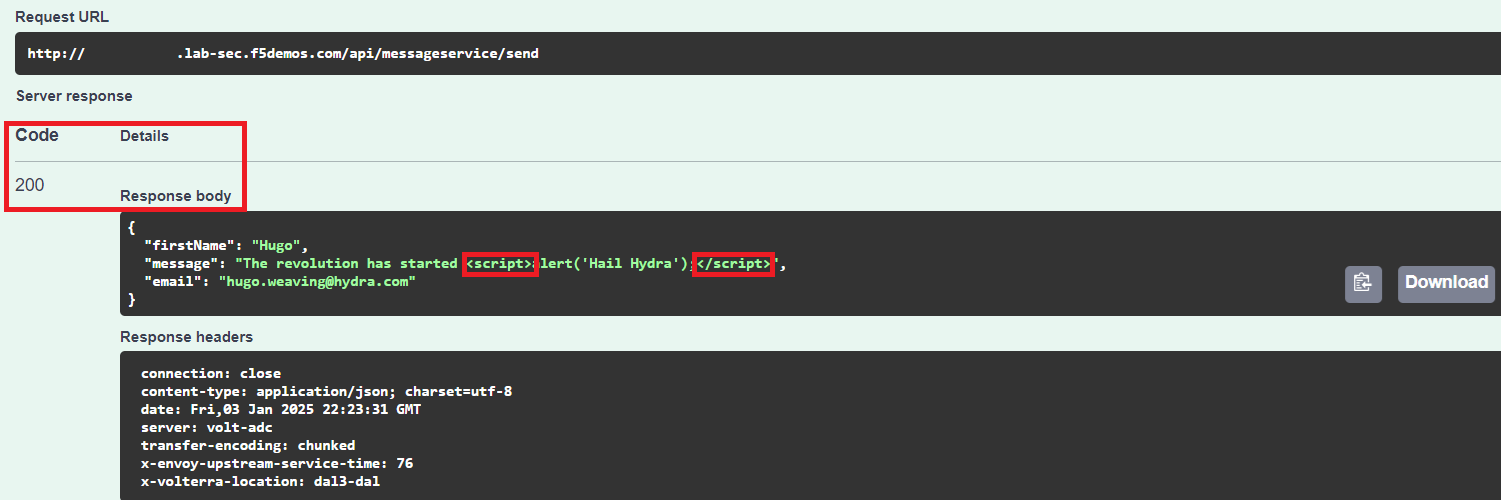 Request URL
http:// .lab-sec.f5demos.com/api/messageservice/send
Server response
Code Details
200
Response body
{
"firstName": "Hugo",
"message": "The revolution has started <script>alert('Hail Hydra');</script>",
"email": "hugo.weaving@hydra.com"
}
Download
Response headers
connection: close
content-type: application/json; charset=utf-8
date: Fri,03 Jan 2025 22:23:31 GMT
server: volt-adc
transfer-encoding: chunked
x-envoy-upstream-service-time: 76
x-volterra-location: dal3-dal